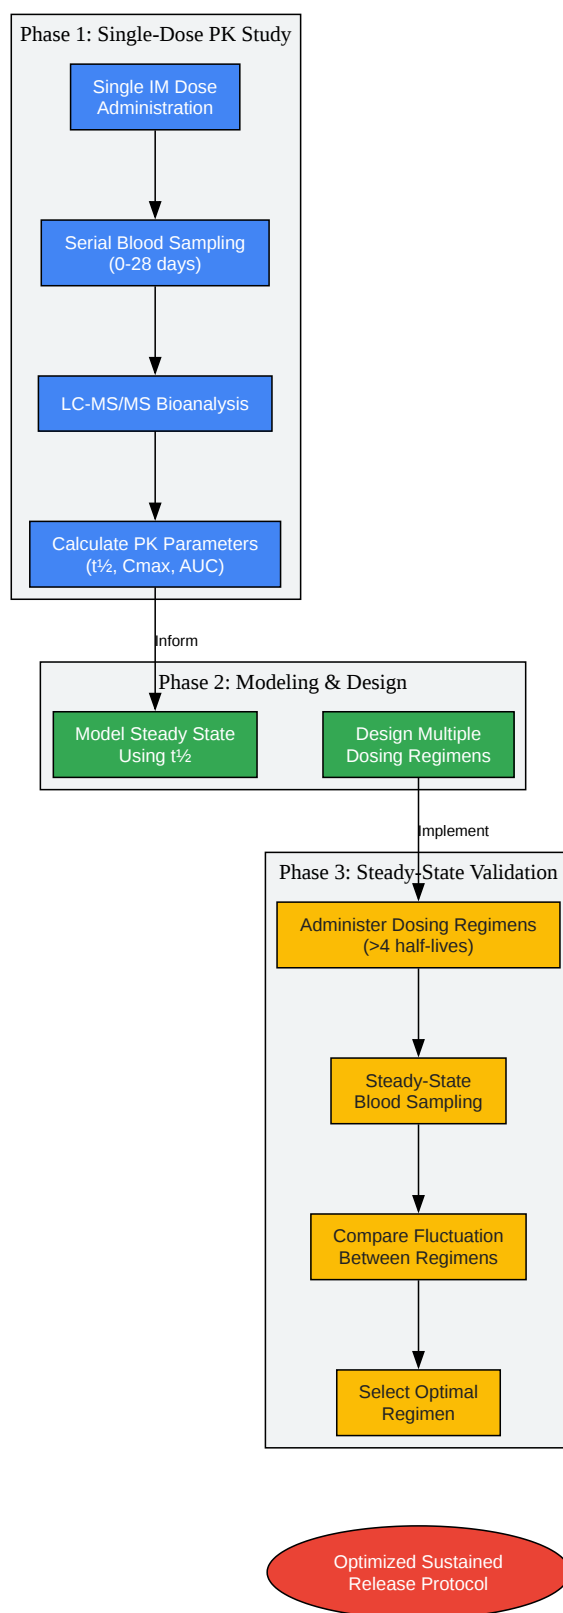 Phase 1: Single-Dose PK Study
Single IM Dose
Administration
Serial Blood Sampling
(0-28 days)
LC-MS/MS Bioanalysis
Calculate PK Parameters
(t½, Cmax, AUC)
Inform
Phase 2: Modeling & Design
Model Steady State
Using t½
Design Multiple
Dosing Regimens
Implement
Phase 3: Steady-State Validation
Administer Dosing Regimens
(>4 half-lives)
Steady-State
Blood Sampling
Compare Fluctuation
Between Regimens
Select Optimal
Regimen
Optimized Sustained
Release Protocol